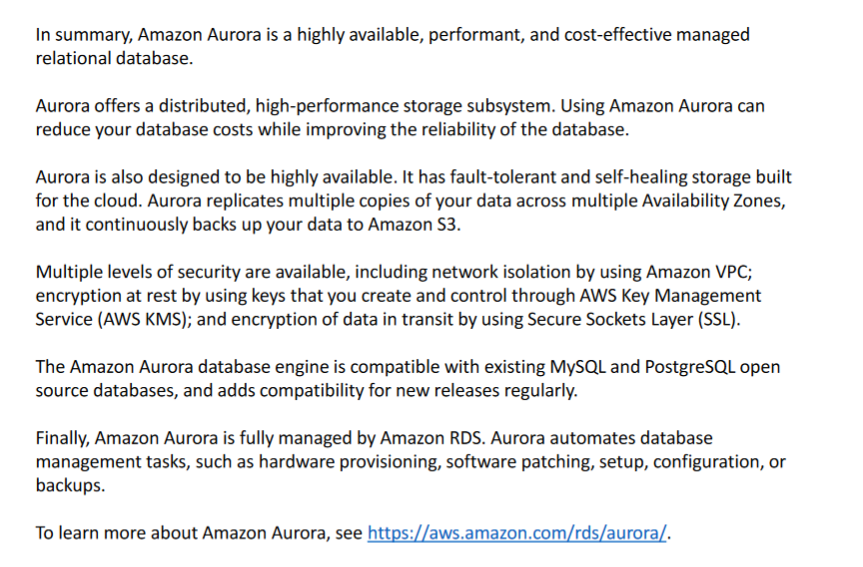 In summary, Amazon Aurora is a highly available, performant, and cost-effective managed
relational database.
Aurora offers a distributed, high-performance storage subsystem. Using Amazon Aurora can
reduce your database costs while improving the reliability of the database.
Aurora is also designed to be highly available. It has fault-tolerant and self-healing storage built
for the cloud. Aurora replicates multiple copies of your data across multiple Availability Zones,
and it continuously backs up your data to Amazon S3.
Multiple levels of security are available, including network isolation by using Amazon VPC;
encryption at rest by using keys that you create and control through AWS Key Management
Service (AWS KMS); and encryption of data in transit by using Secure Sockets Layer (SSL).
The Amazon Aurora database engine is compatible with existing MySQL and PostgreSQL open
source databases, and adds compatibility for new releases regularly.
Finally, Amazon Aurora is fully managed by Amazon RDS. Aurora automates database
management tasks, such as hardware provisioning, software patching, setup, configuration, or
backups.
To learn more about Amazon Aurora, see https://aws.amazon.com/rds/aurora/.